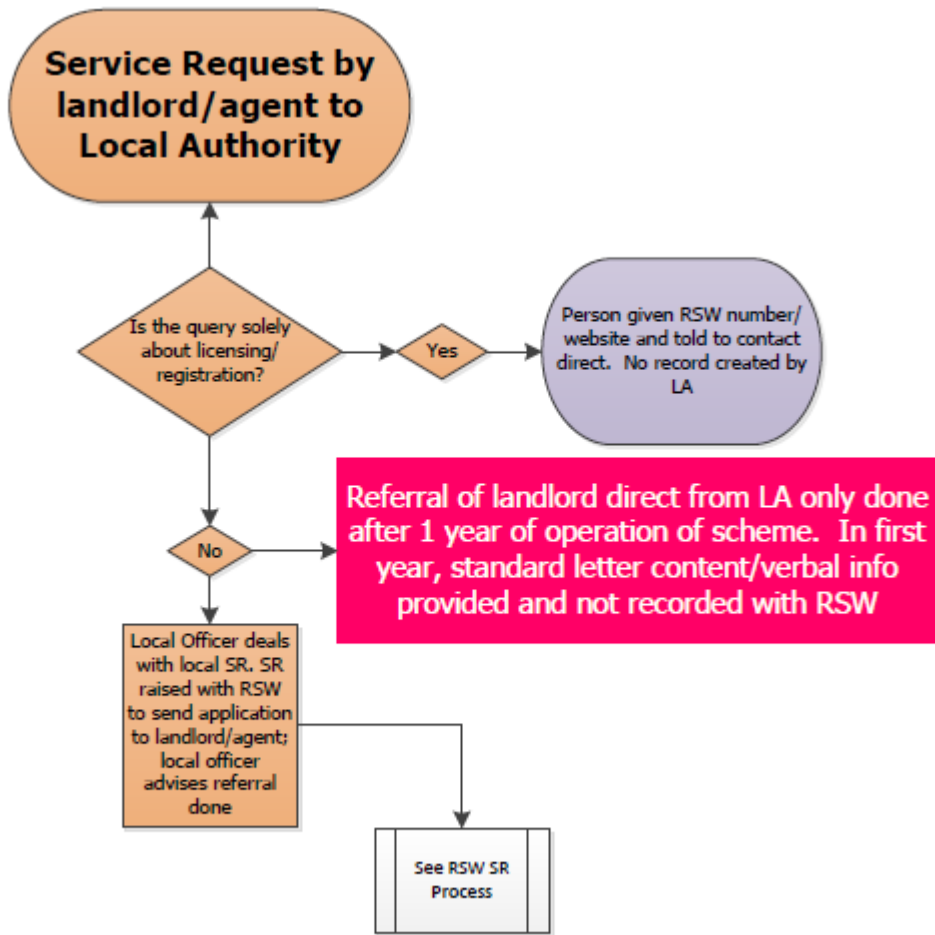 Service Request by
landlord/agent to
Local Authority
Is the query solely
about licensing/
registration?
Yes
Person given RSW number/
website and told to contact
direct.  No record created by
LA
No
Referral of landlord direct from LA only done
after 1 year of operation of scheme.  In first
year, standard letter content/verbal info
provided and not recorded with RSW
Local Officer deals
with local SR. SR
raised with RSW
to send application
to landlord/agent;
local officer
advises referral
done
See RSW SR
Process